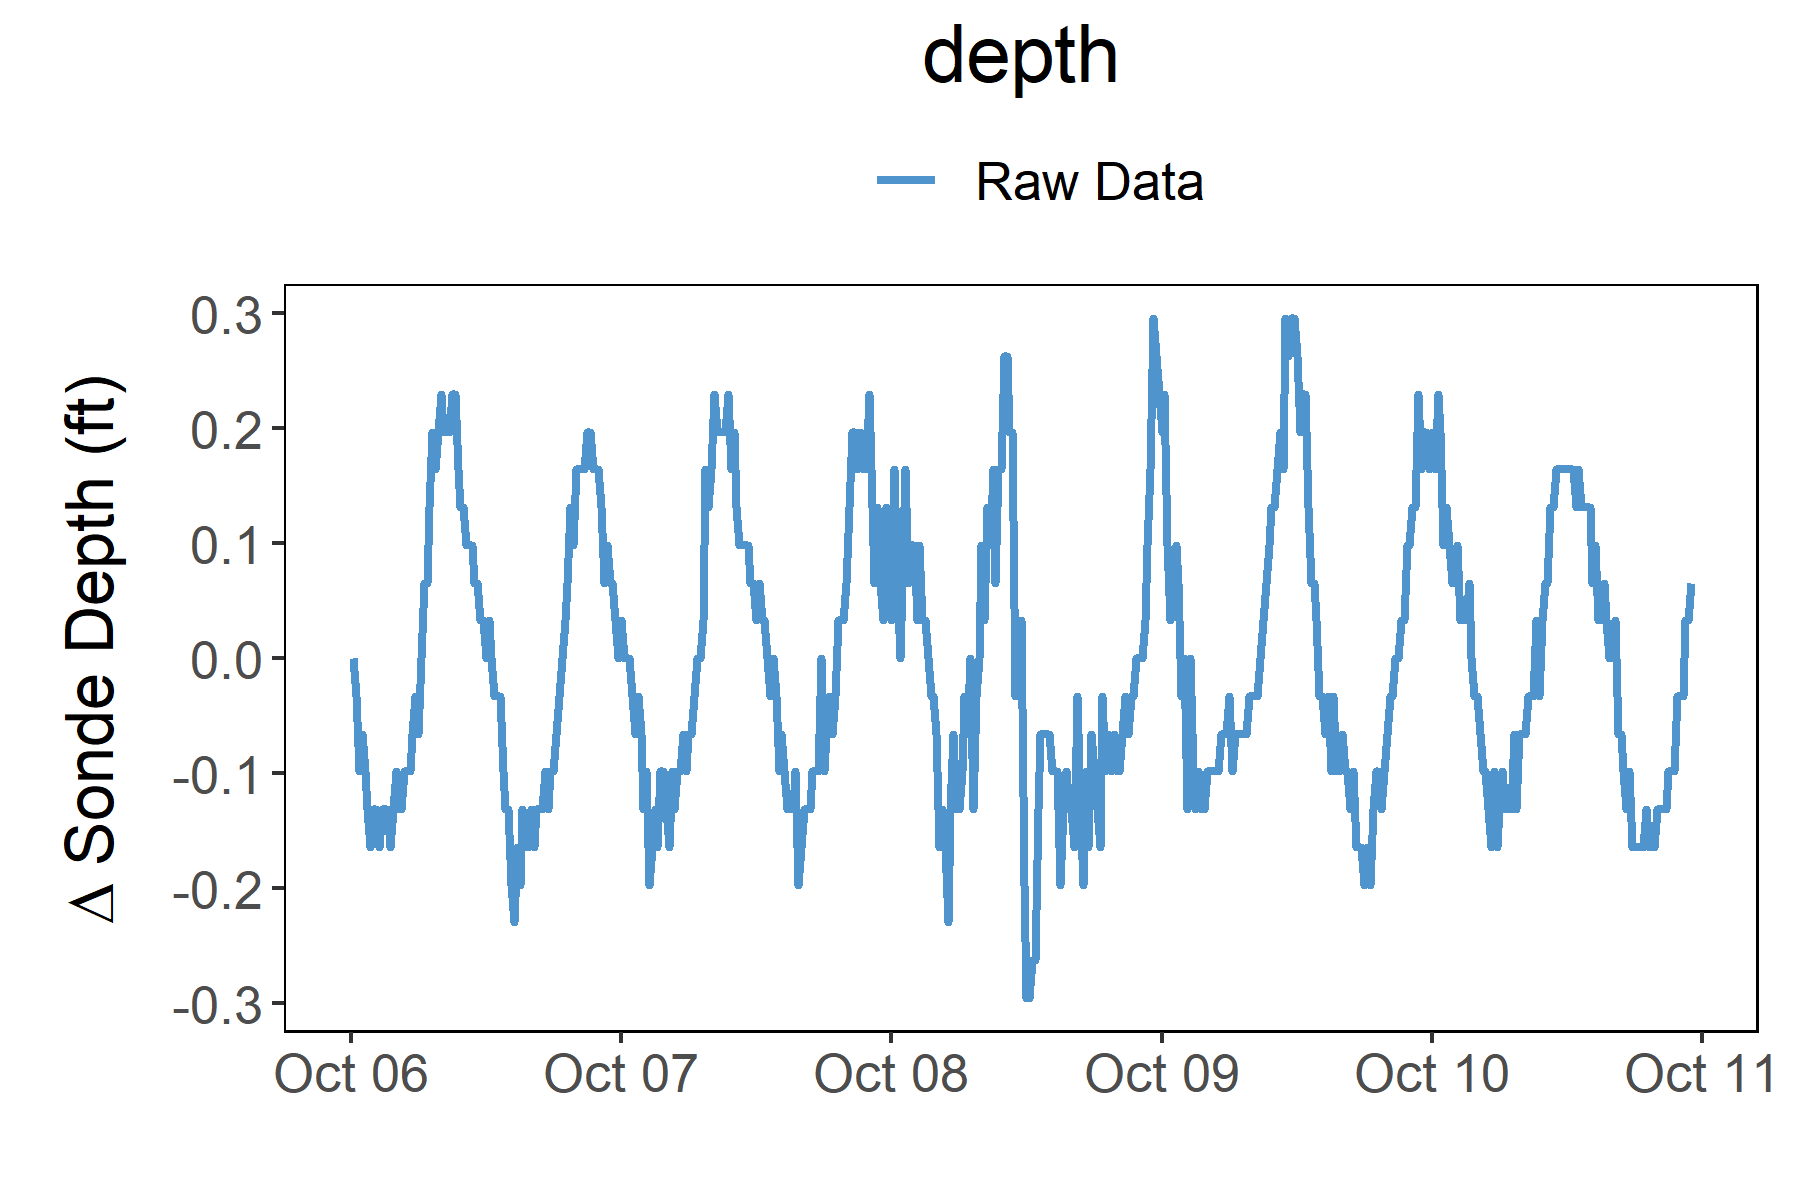 depth
Raw Data
Δ Sonde Depth (ft)
0.3
0.2
0.1
0.0
-0.1
-0.2
-0.3
Oct 06 Oct 07 Oct 08 Oct 09 Oct 10 Oct 11